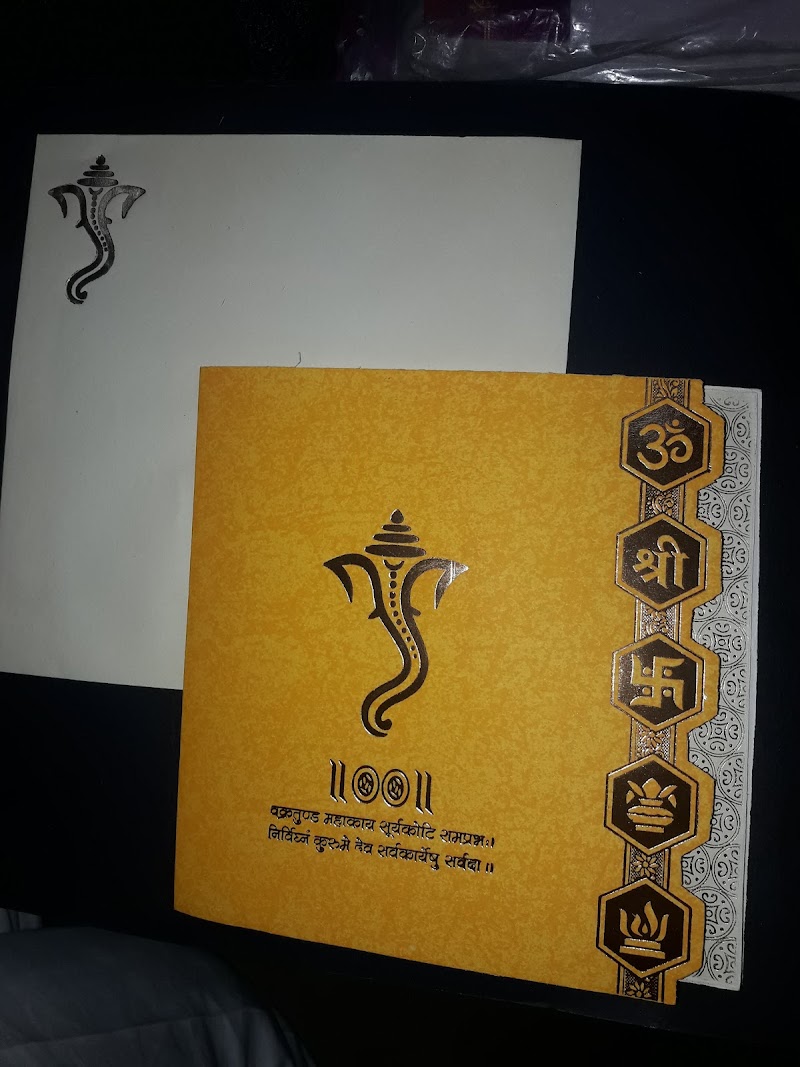 ॐ
श्री
वक्रतुण्ड महाकाय सूर्यकोटि समप्रभः।
निर्विघ्नं कुरुमे देव सर्वकार्येषु सर्वदा॥